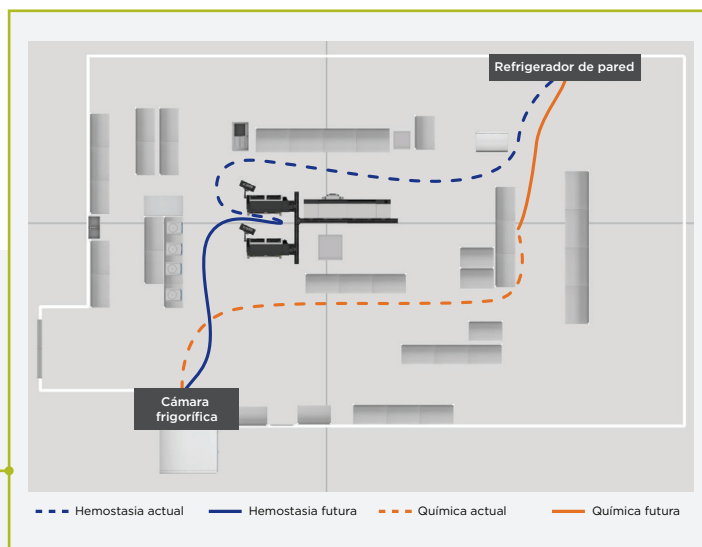 Refrigerador de pared
Cámara
frigorífica
Hemostasia actual
Hemostasia futura
Química actual
Química futura